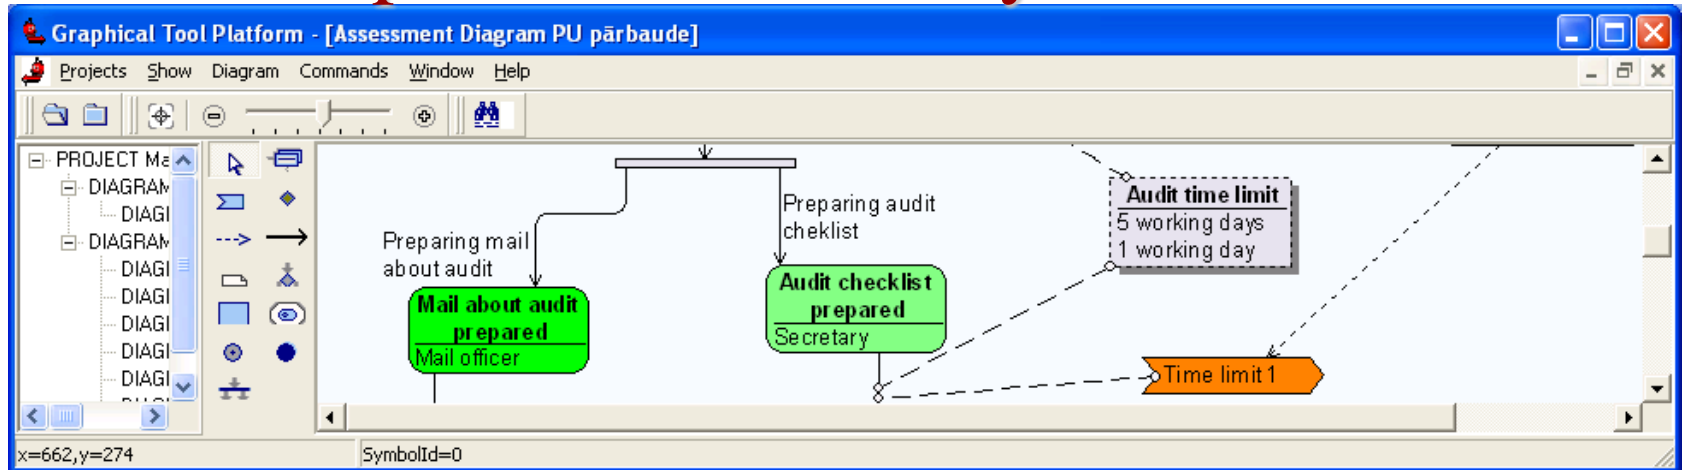 Graphical Tool Platform - [Assessment Diagram PU pārbaude]
Projects Show Diagram Commands Window Help
PROJECT Ma
DIAGRAM
DIAGI
DIAGRAM
DIAGI
DIAGI
DIAGI
DIAGI
DIAGI
Preparing mail
about audit
Preparing audit
cheklist
Audit time limit
5 working days
1 working day
Mail about audit
prepared
Mail officer
Audit checklist
prepared
Secretary
Time limit 1
x=662,y=274
SymbolId=0